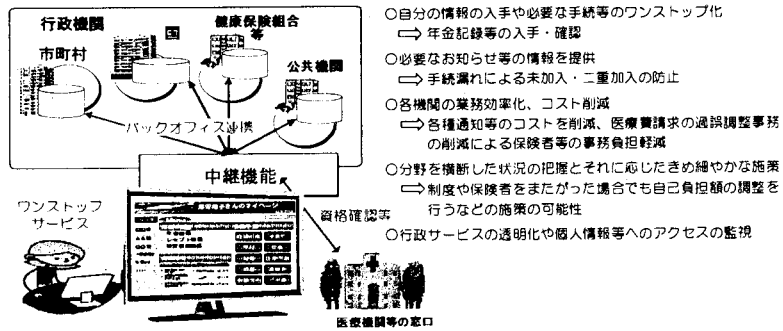 行政機関
市町村
国
健康保険組合
等
公共機関
バックオフィス連携
中継機能
ワンストップ
サービス
資格確認等
医療機関等の窓口
○自分の情報の入手や必要な手続等のワンストップ化
⇨年金記録等の入手・確認
○必要なお知らせ等の情報を提供
⇨手続漏れによる未加入・二重加入の防止
○各機関の業務効率化、コスト削減
⇨各種通知等のコストを削減、医療費請求の過誤調整事務
の削減による保険者等の事務負担軽減
○分野を横断した状況の把握とそれに応じたきめ細やかな施策
⇨制度や保険者をまたがった場合でも自己負担額の調整を
行うなどの施策の可能性
○行政サービスの透明化や個人情報等へのアクセスの監視